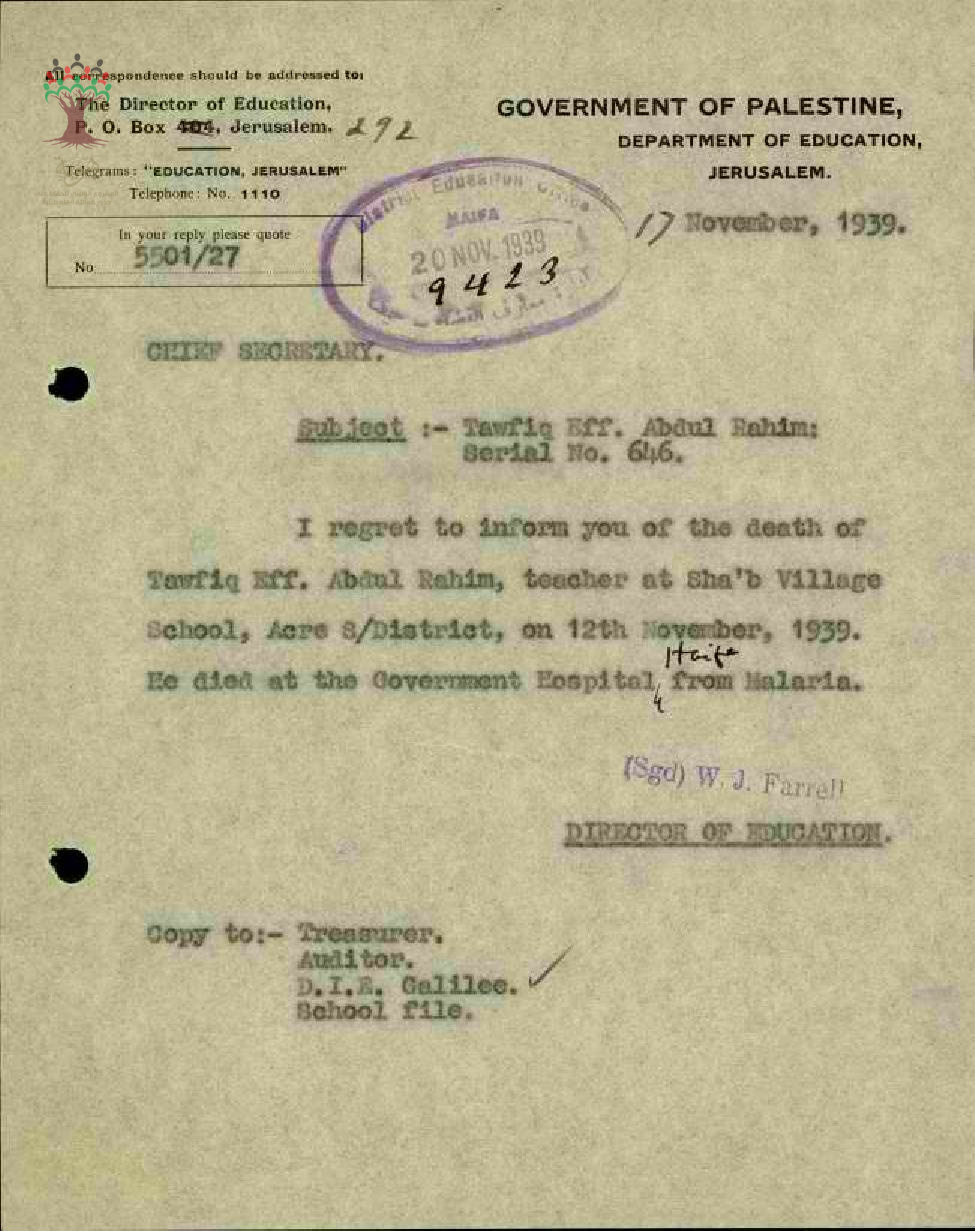 All correspondence should be addressed to:
The Director of Education,
P. O. Box 404, Jerusalem. 292
Telegrams: "EDUCATION, JERUSALEM"
Telephone: No. 1110
In your reply please quote
No 5501/27
GOVERNMENT OF PALESTINE,
DEPARTMENT OF EDUCATION,
JERUSALEM.
17 November, 1939.
District Education Office
HAIFA
20 NOV. 1939
9423
CHIEF SECRETARY.
Subject :- Tawfiq Eff. Abdul Rahim:
Serial No. 646.
I regret to inform you of the death of
Tawfiq Eff. Abdul Rahim, teacher at Sha'b Village
School, Acre S/District, on 12th November, 1939.
Haifa
He died at the Government Hospital, from Malaria.
(Sgd) W. J. Farrell
DIRECTOR OF EDUCATION.
Copy to:- Treasurer.
Auditor.
D.I.E. Galilee.
School file.